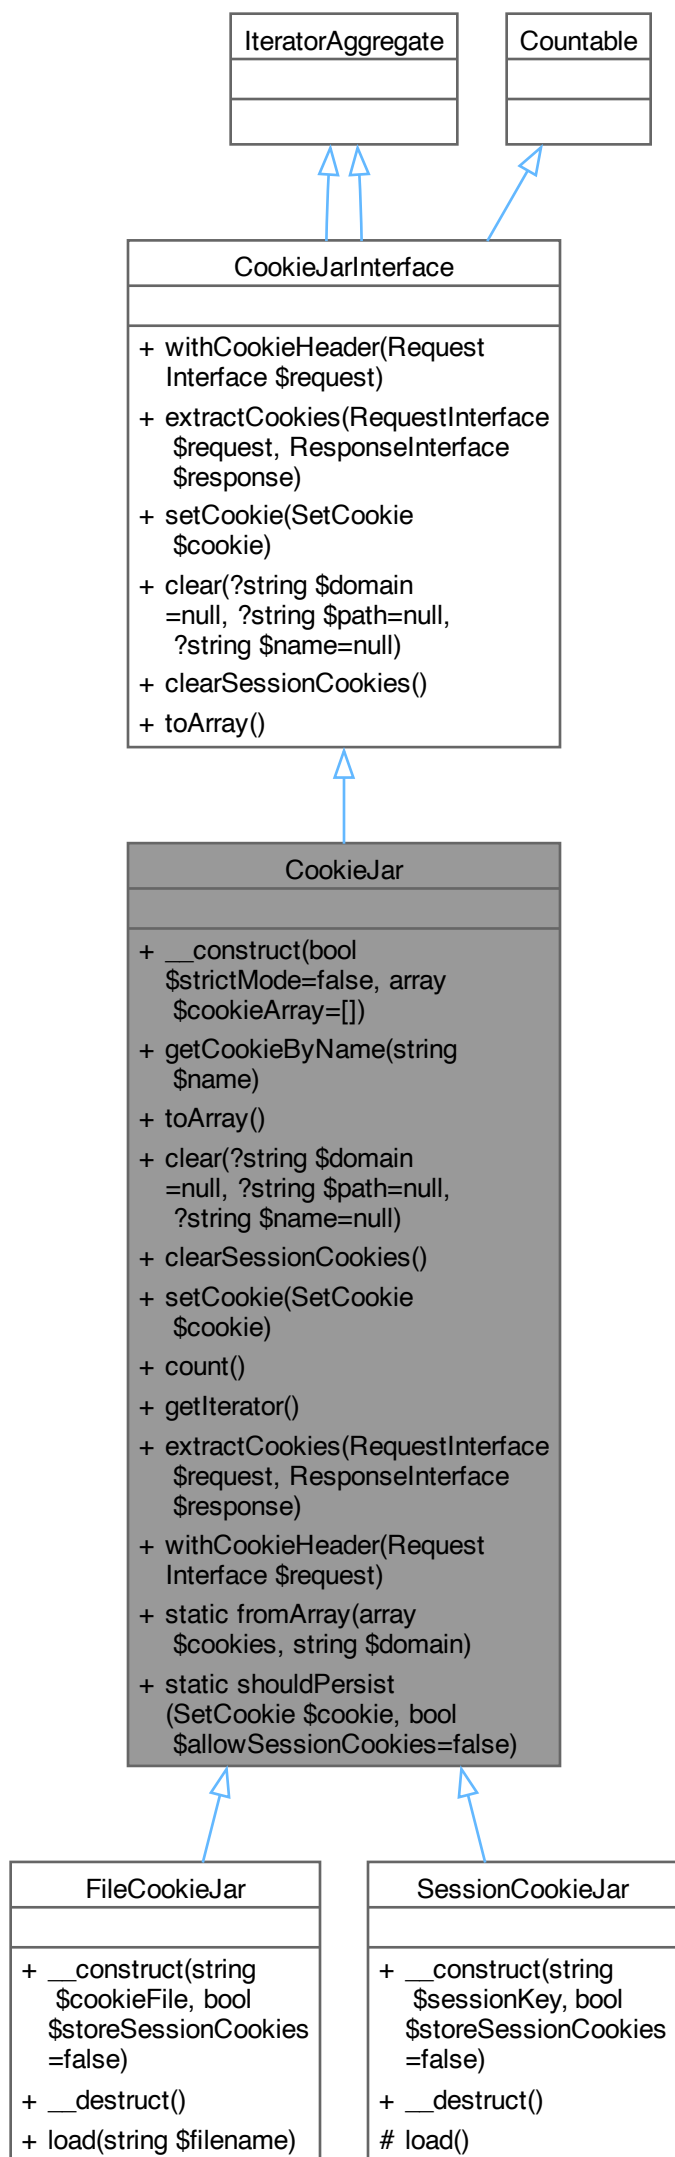 IteratorAggregate
Countable
CookieJarInterface
+ withCookieHeader(Request
Interface $request)
+ extractCookies(RequestInterface
$request, ResponseInterface
$response)
+ setCookie(SetCookie
$cookie)
+ clear(?string $domain
=null, ?string $path=null,
?string $name=null)
+ clearSessionCookies()
+ toArray()
CookieJar
+ __construct(bool
$strictMode=false, array
$cookieArray=[])
+ getCookieByName(string
$name)
+ toArray()
+ clear(?string $domain
=null, ?string $path=null,
?string $name=null)
+ clearSessionCookies()
+ setCookie(SetCookie
$cookie)
+ count()
+ getIterator()
+ extractCookies(RequestInterface
$request, ResponseInterface
$response)
+ withCookieHeader(Request
Interface $request)
+ static fromArray(array
$cookies, string $domain)
+ static shouldPersist
(SetCookie $cookie, bool
$allowSessionCookies=false)
FileCookieJar
+ __construct(string
$cookieFile, bool
$storeSessionCookies
=false)
+ __destruct()
+ load(string $filename)
SessionCookieJar
+ __construct(string
$sessionKey, bool
$storeSessionCookies
=false)
+ __destruct()
# load()